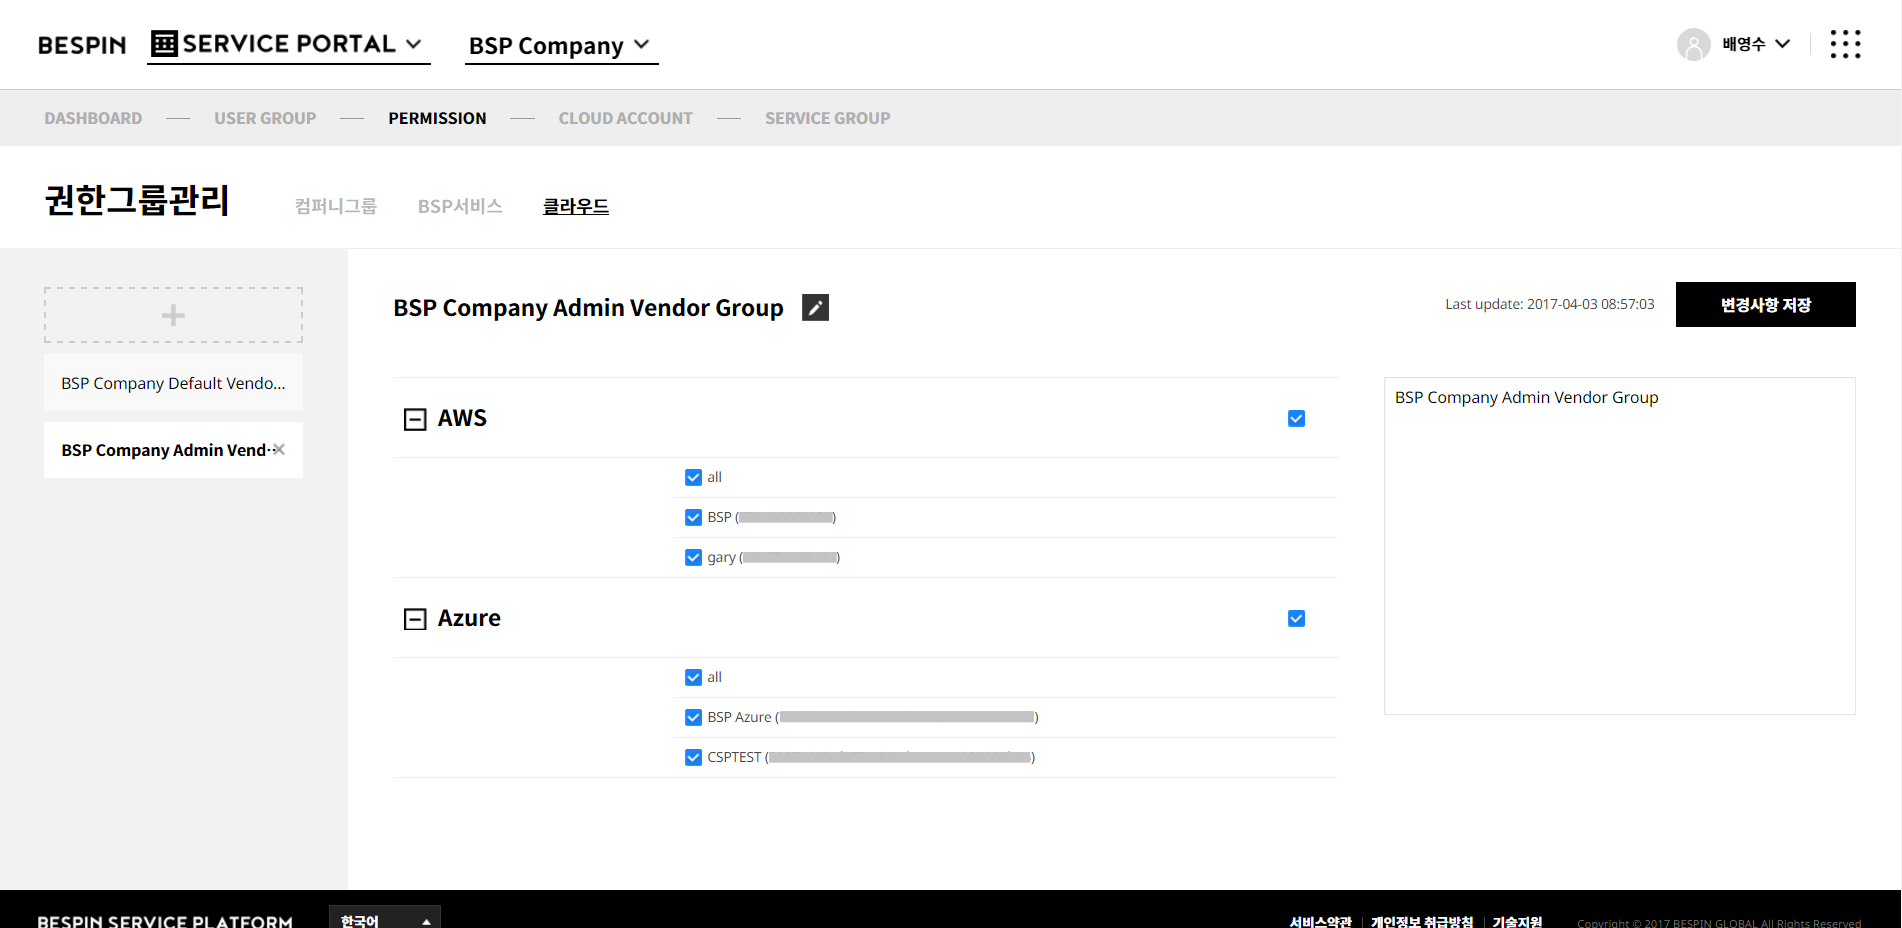 BESPIN SERVICE PORTAL BSP Company 배영수
DASHBOARD USER GROUP PERMISSION CLOUD ACCOUNT SERVICE GROUP
권한그룹관리 컴퍼니그룹 BSP서비스 클라우드
BSP Company Default Vendo...
BSP Company Admin Vend...
BSP Company Admin Vendor Group
Last update: 2017-04-03 08:57:03 변경사항 저장
AWS
all
BSP ( )
gary ( )
Azure
all
BSP Azure ( )
CSPTEST ( )
BSP Company Admin Vendor Group
BESPIN SERVICE PLATFORM 한국어 서비스약관 개인정보 취급방침 기술지원 Copyright © 2017 BESPIN GLOBAL All Rights Reserved